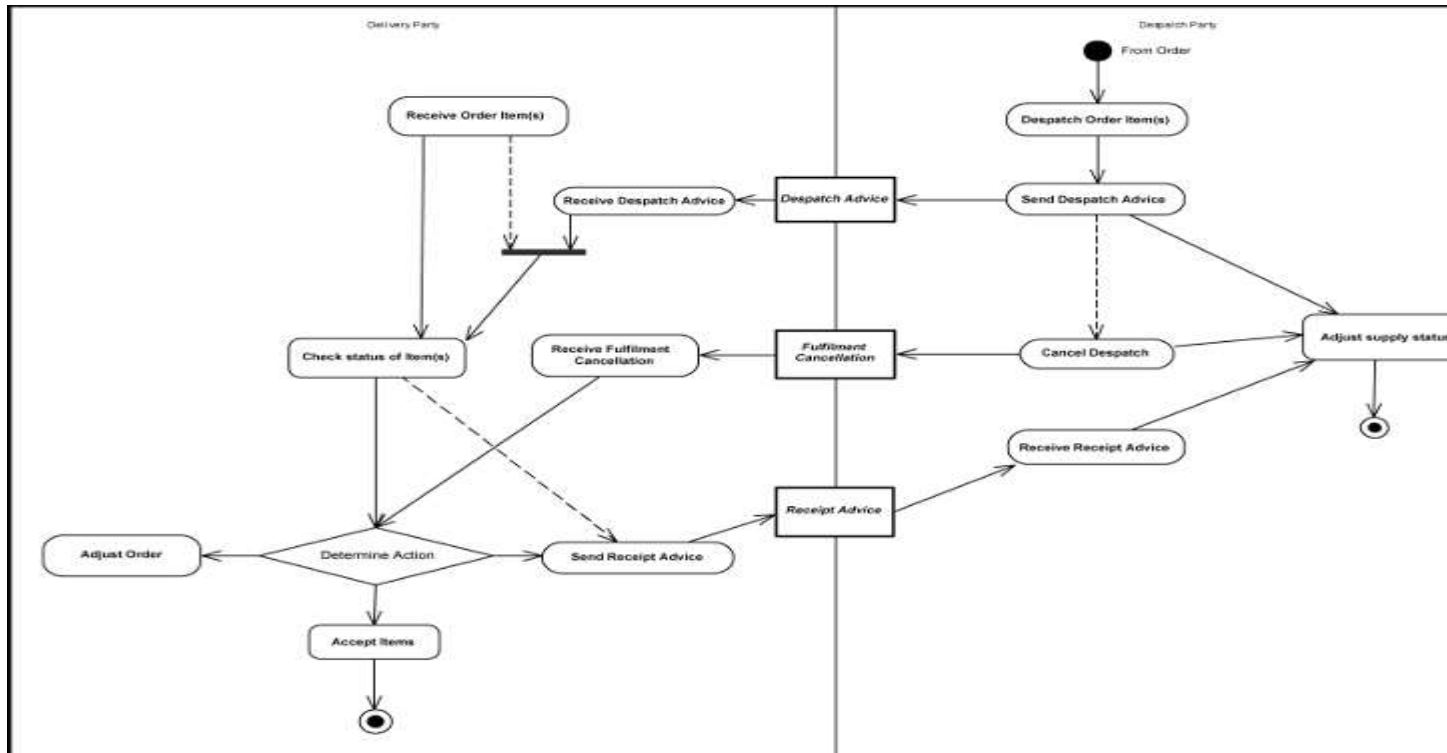 Delivery Party
Despatch Party
From Order
Receive Order Item(s)
Despatch Order Item(s)
Receive Despatch Advice
Despatch Advice
Send Despatch Advice
Check status of Item(s)
Receive Fulfilment
Cancellation
Fulfilment
Cancellation
Cancel Despatch
Adjust supply status
Receive Receipt Advice
Receipt Advice
Adjust Order
Determine Action
Send Receipt Advice
Accept Items